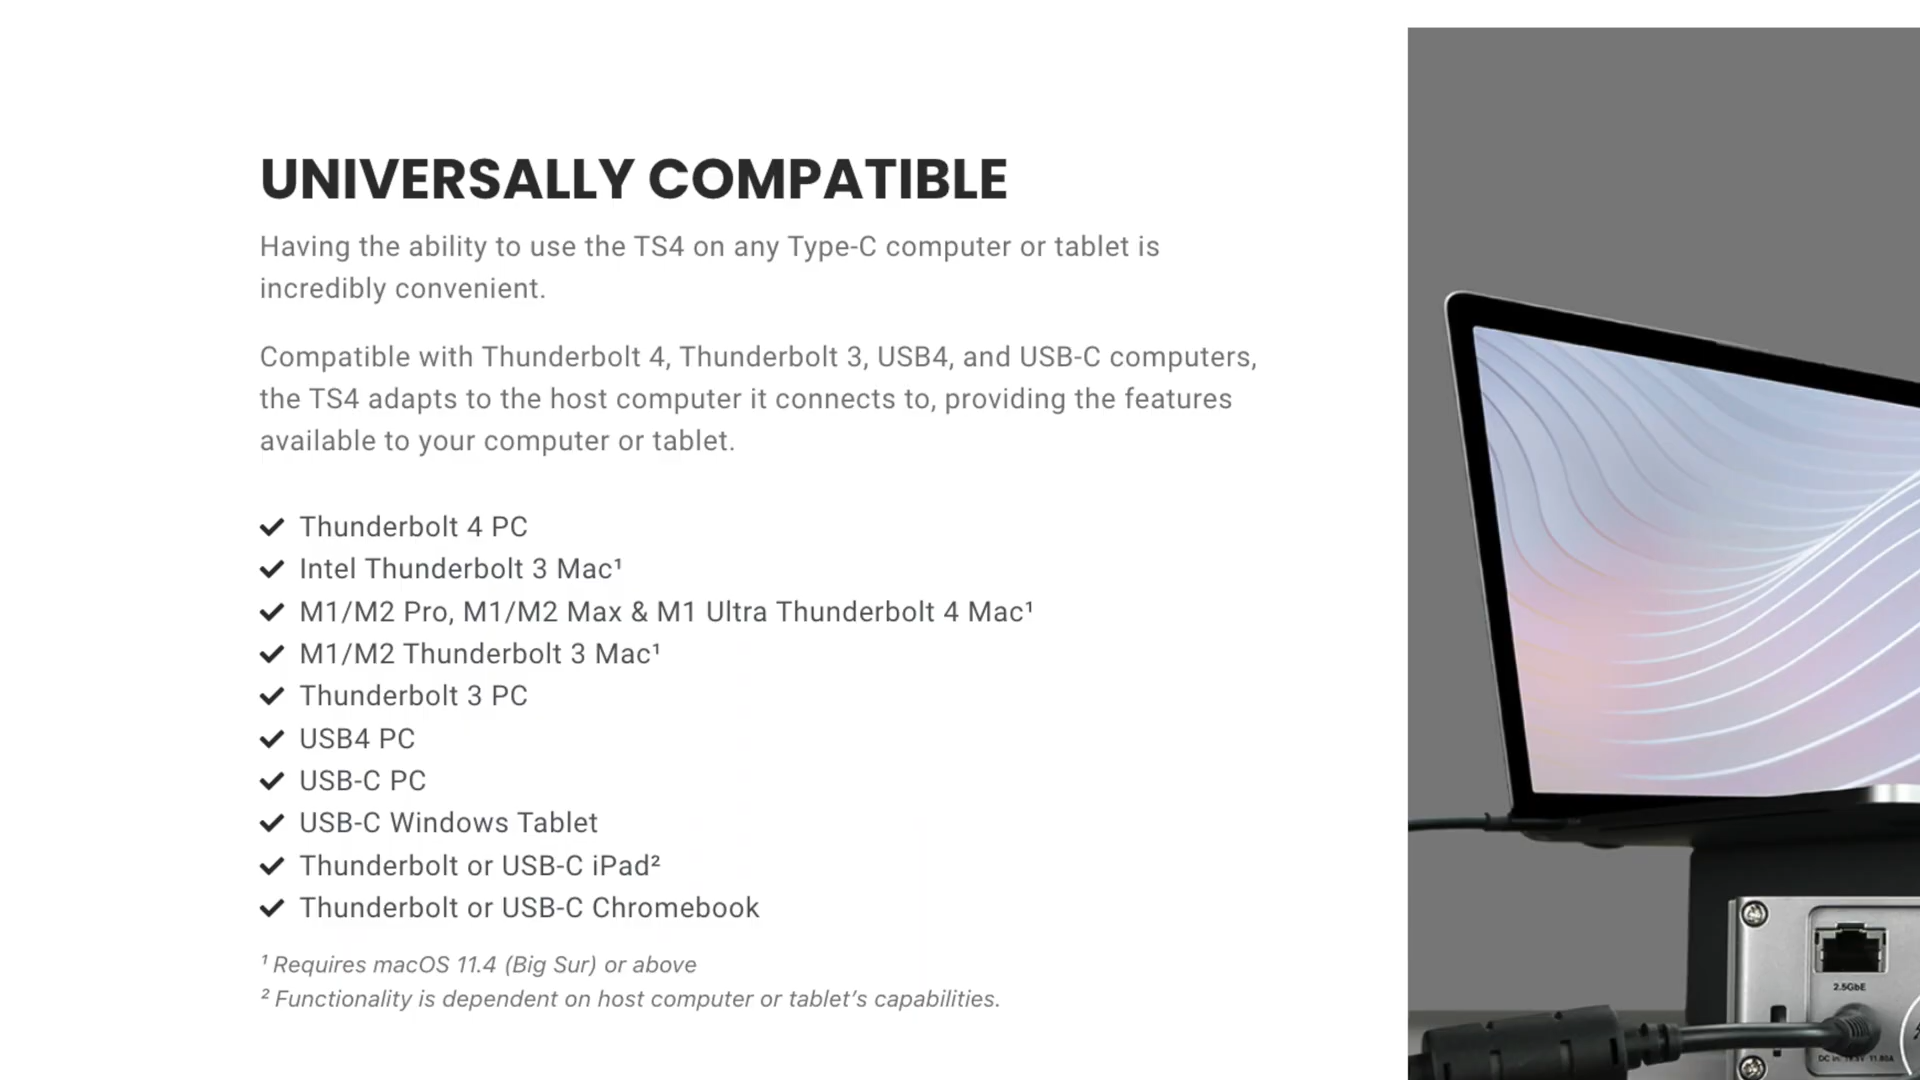 UNIVERSALLY COMPATIBLE
Having the ability to use the TS4 on any Type-C computer or tablet is
incredibly convenient.
Compatible with Thunderbolt 4, Thunderbolt 3, USB4, and USB-C computers,
the TS4 adapts to the host computer it connects to, providing the features
available to your computer or tablet.
Thunderbolt 4 PC
Intel Thunderbolt 3 Mac¹
M1/M2 Pro, M1/M2 Max & M1 Ultra Thunderbolt 4 Mac¹
M1/M2 Thunderbolt 3 Mac¹
Thunderbolt 3 PC
USB4 PC
USB-C PC
USB-C Windows Tablet
Thunderbolt or USB-C iPad²
Thunderbolt or USB-C Chromebook
¹ Requires macOS 11.4 (Big Sur) or above
² Functionality is dependent on host computer or tablet’s capabilities.
2.5GbE
DC in